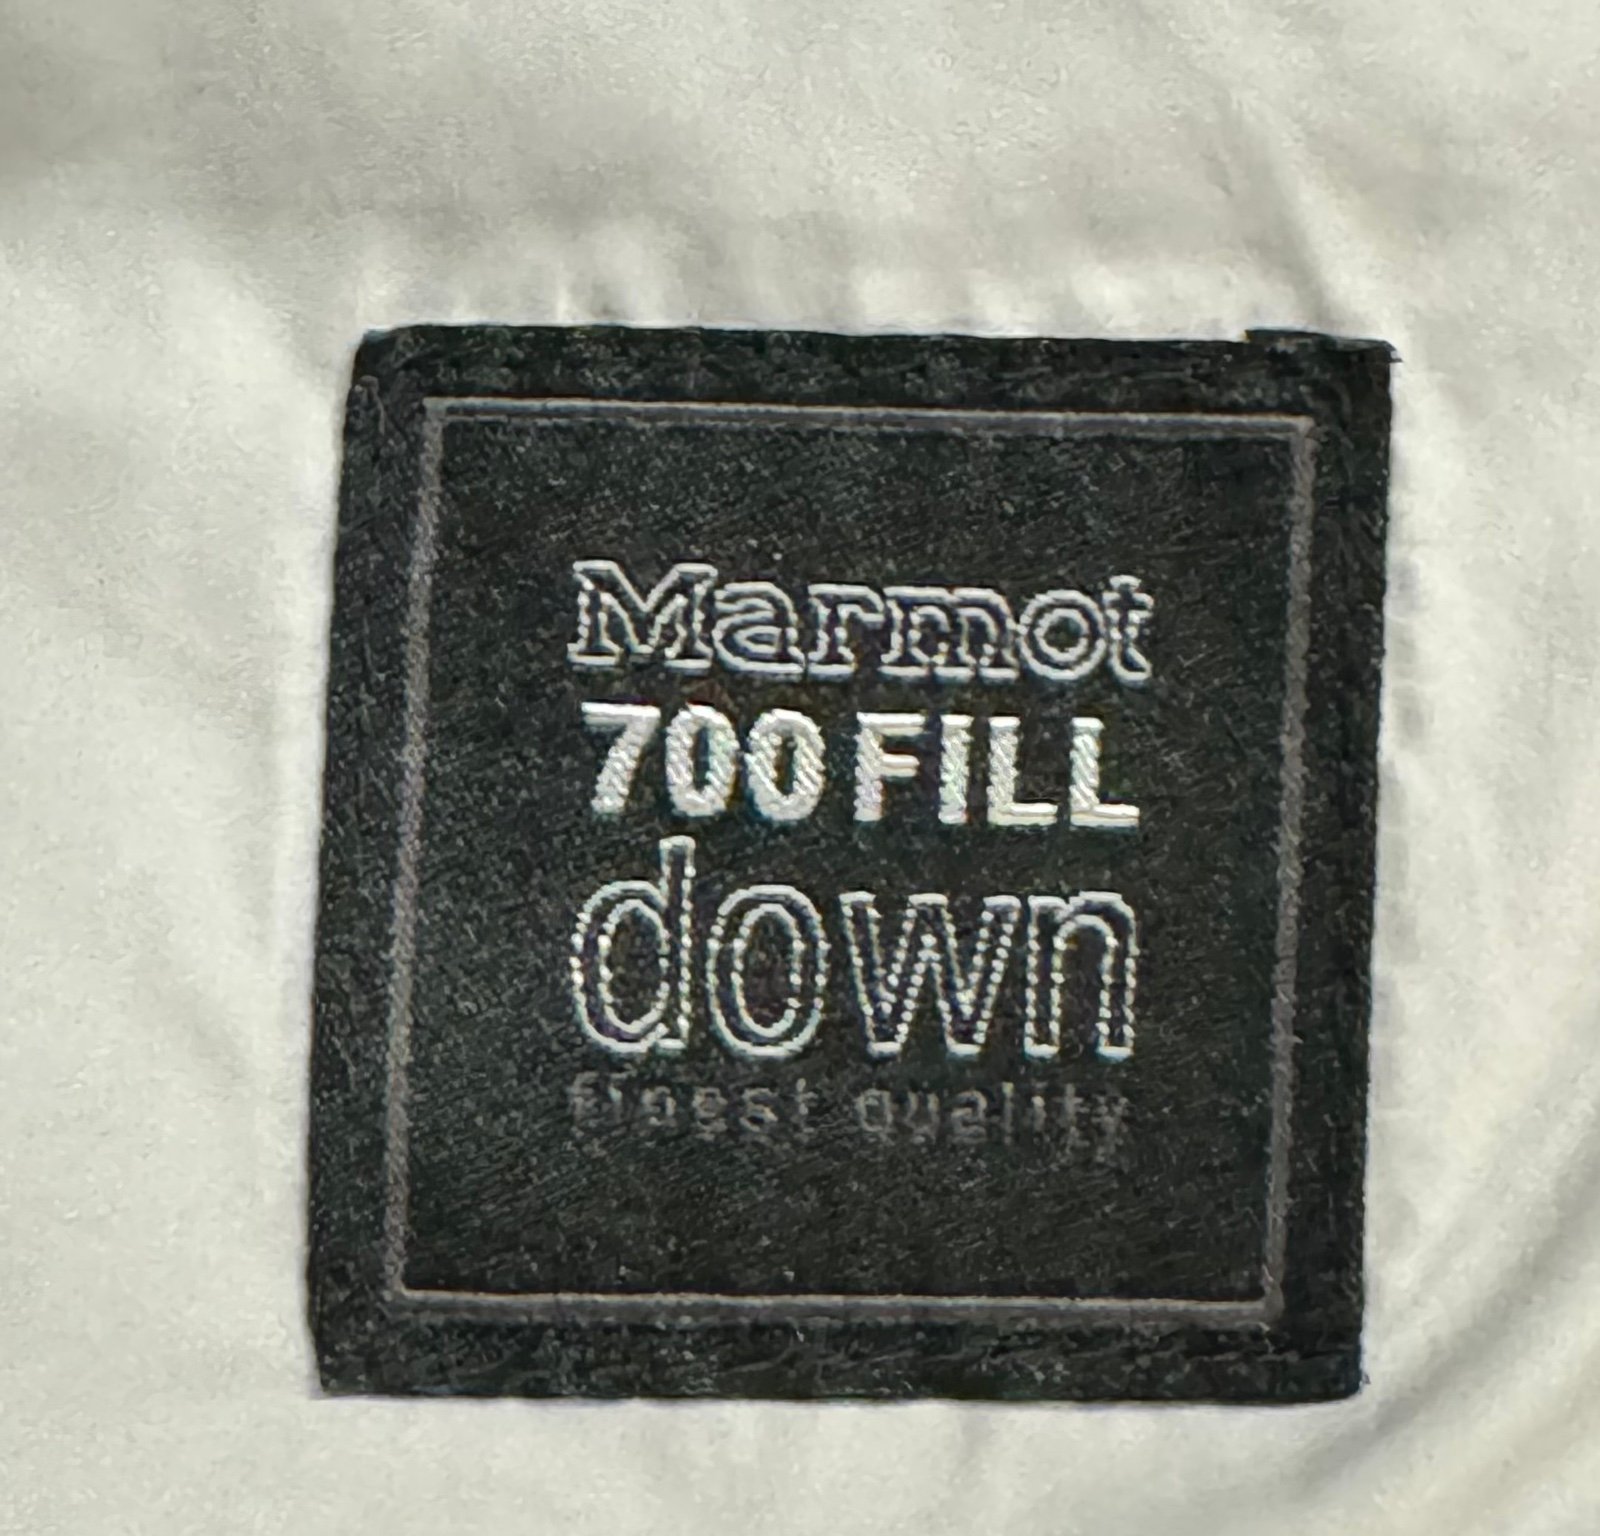 Marmot
700 FILL
down
finest quality